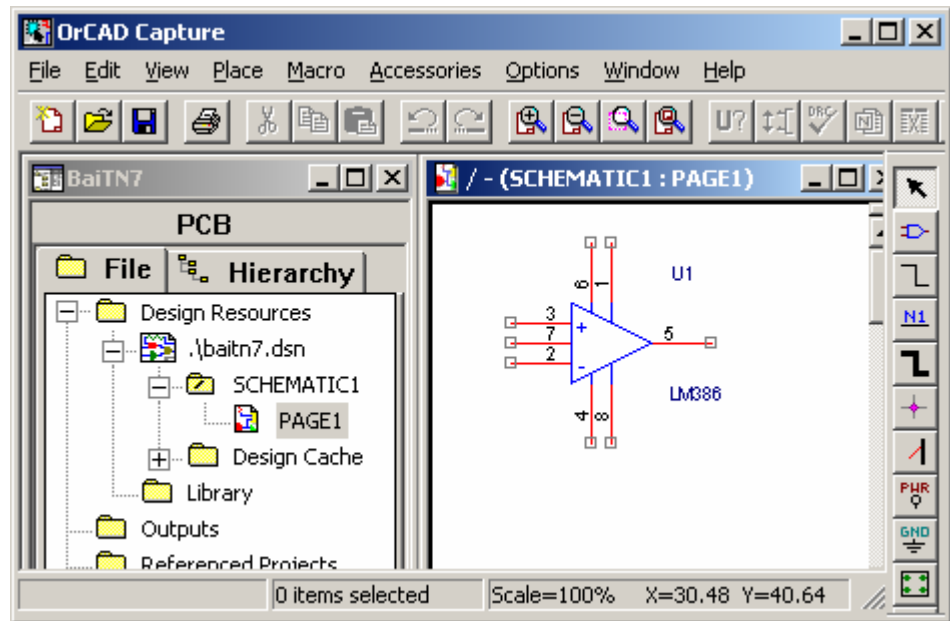 OrCAD Capture
File Edit View Place Macro Accessories Options Window Help
U? DRC
BaiTN7
PCB
File Hierarchy
Design Resources
.\baitn7.dsn
SCHEMATIC1
PAGE1
Design Cache
Library
Outputs
Referenced Projects
/ - (SCHEMATIC1 : PAGE1)
6 1 U1
3 +
7 5
2 -
LM386
4 8
N1
PWR
GND
0 items selected Scale=100% X=30.48 Y=40.64